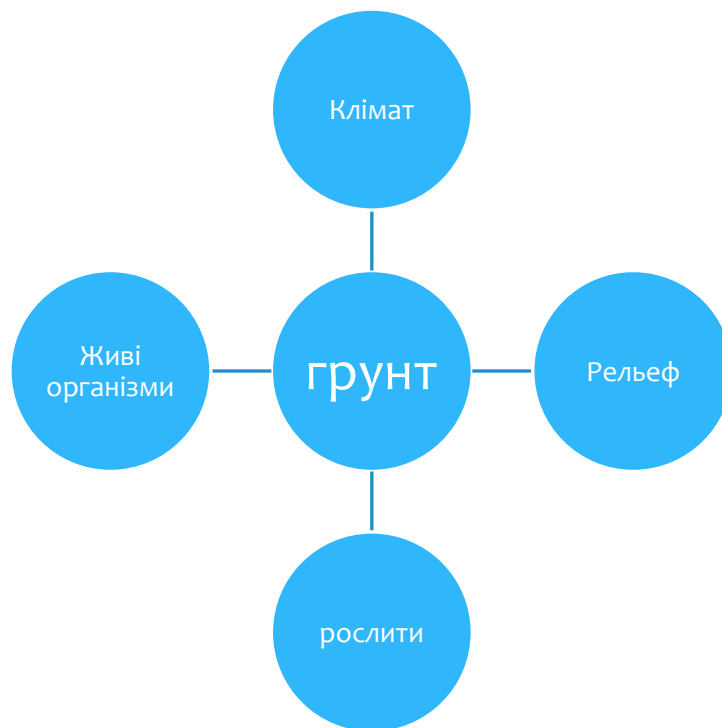 Клімат
Живі
організми
грунт
Рельеф
рослити